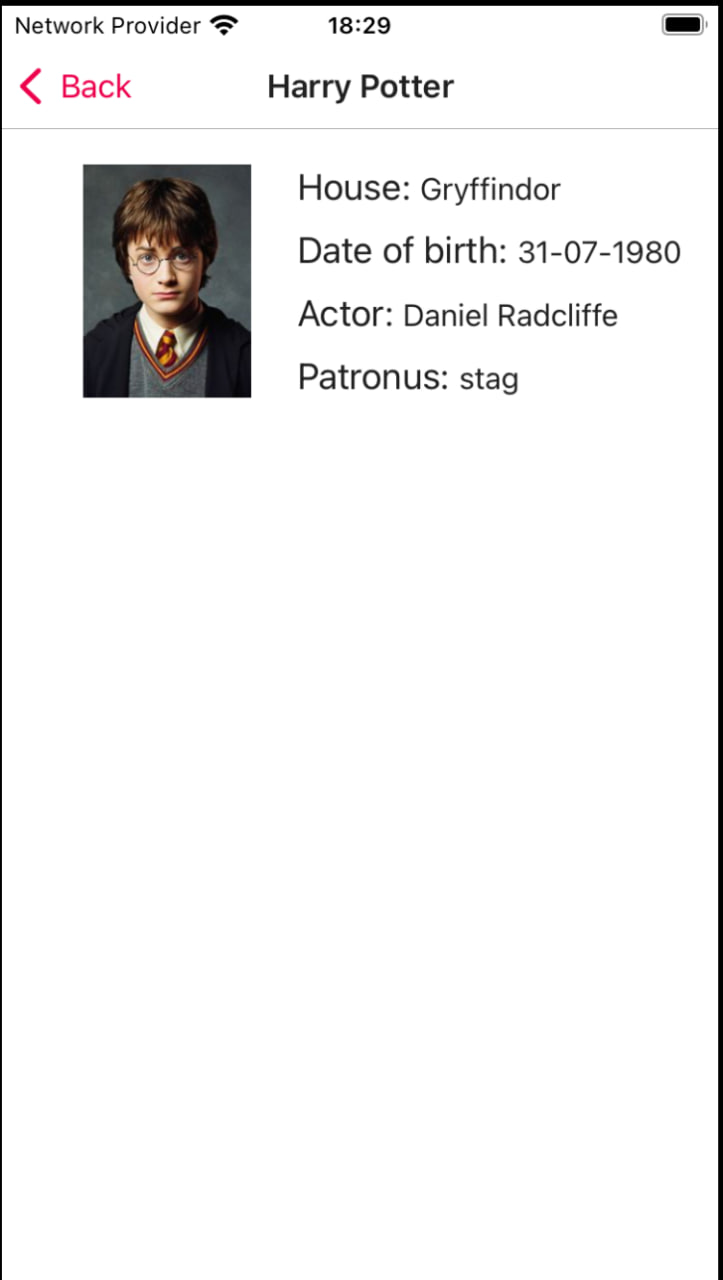 Network Provider 18:29
Back Harry Potter
House: Gryffindor
Date of birth: 31-07-1980
Actor: Daniel Radcliffe
Patronus: stag